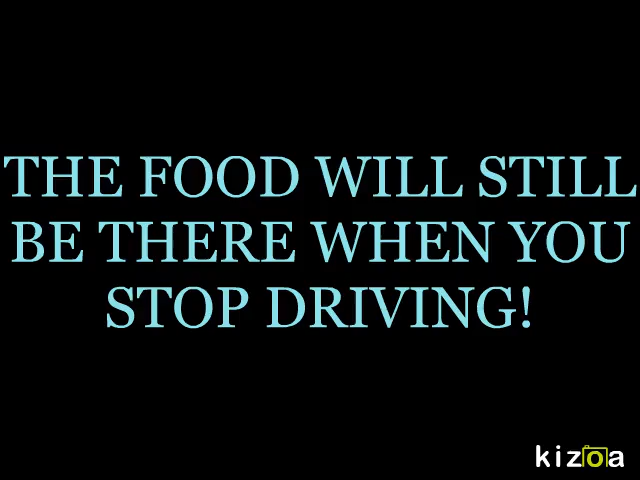 THE FOOD WILL STILL
BE THERE WHEN YOU
STOP DRIVING!
kizoa